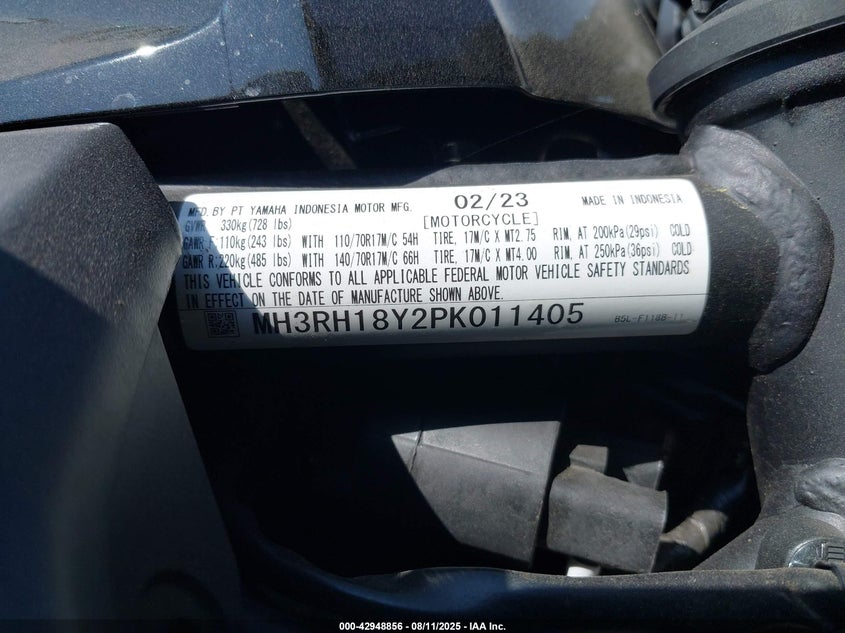 MFD. BY PT YAMAHA INDONESIA MOTOR MFG. 02/23 MADE IN INDONESIA
GVWR 330kg(728 lbs) [MOTORCYCLE]
GAWR F:110kg(243 lbs) WITH 110/70R17M/C 54H TIRE, 17M/C X MT2.75 RIM, AT 200kPa(29psi) COLD
GAWR R:220kg(485 lbs) WITH 140/70R17M/C 66H TIRE, 17M/C X MT4.00 RIM, AT 250kPa(36psi) COLD
THIS VEHICLE CONFORMS TO ALL APPLICABLE FEDERAL MOTOR VEHICLE SAFETY STANDARDS
IN EFFECT ON THE DATE OF MANUFACTURE SHOWN ABOVE.
MH3RH18Y2PK011405 B5L-F118B-11
000-42948856 - 08/11/2025 - IAA Inc.